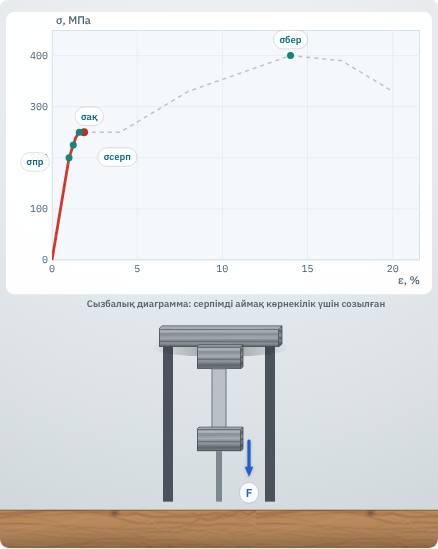 σ, МПа
σбер
400
300
σақ
σпр
σсерп
100
0
0 5 10 15 20
ε, %
Сызбалық диаграмма: серпімді аймақ көрнекілік үшін созылған
F